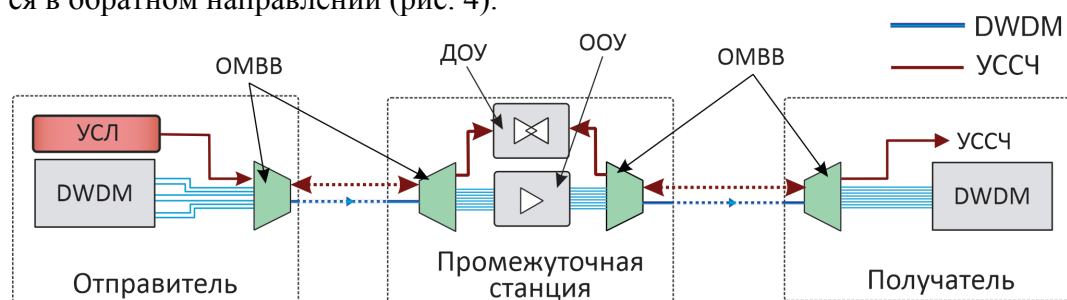 ся в обратном направлении (рис. 4).
DWDM
УССЧ
ДОУ
ООУ
ОМВВ
ОМВВ
УСЛ
DWDM
УССЧ
DWDM
Отправитель
Промежуточная
станция
Получатель